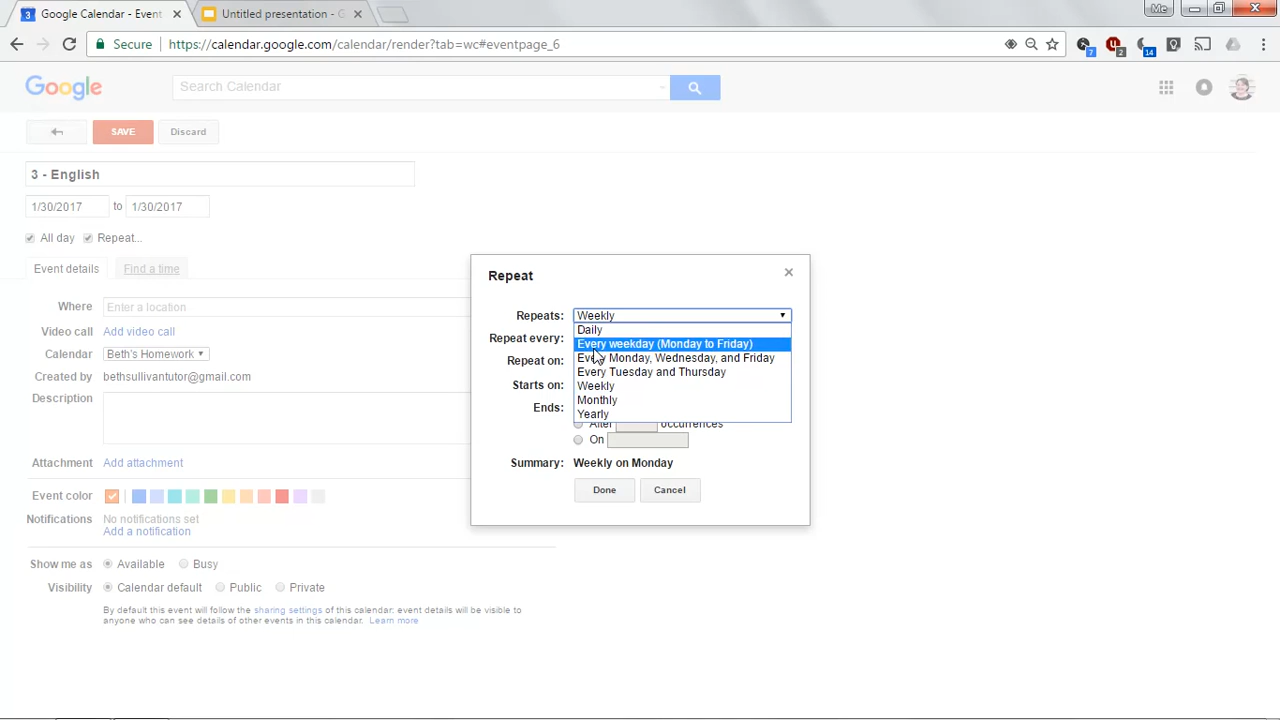 Google Calendar - Event
Untitled presentation - G
Me
Secure
https://calendar.google.com/calendar/render?tab=wc#eventpage_6
7
2
14
Google
Search Calendar
SAVE
Discard
3 - English
1/30/2017 to 1/30/2017
All day
Repeat...
Event details
Find a time
Where
Enter a location
Video call
Add video call
Calendar
Beth's Homework
Created by
bethsullivantutor@gmail.com
Description
Attachment
Add attachment
Event color
Notifications
No notifications set
Add a notification
Show me as
Available
Busy
Visibility
Calendar default
Public
Private
By default this event will follow the sharing settings of this calendar: event details will be visible to
anyone who can see details of other events in this calendar. Learn more
Repeat
Repeats:
Weekly
Daily
Every weekday (Monday to Friday)
Every Monday, Wednesday, and Friday
Every Tuesday and Thursday
Weekly
Monthly
Yearly
Repeat every:
Repeat on:
Starts on:
Ends:
After
occurrences
On
Summary:
Weekly on Monday
Done
Cancel